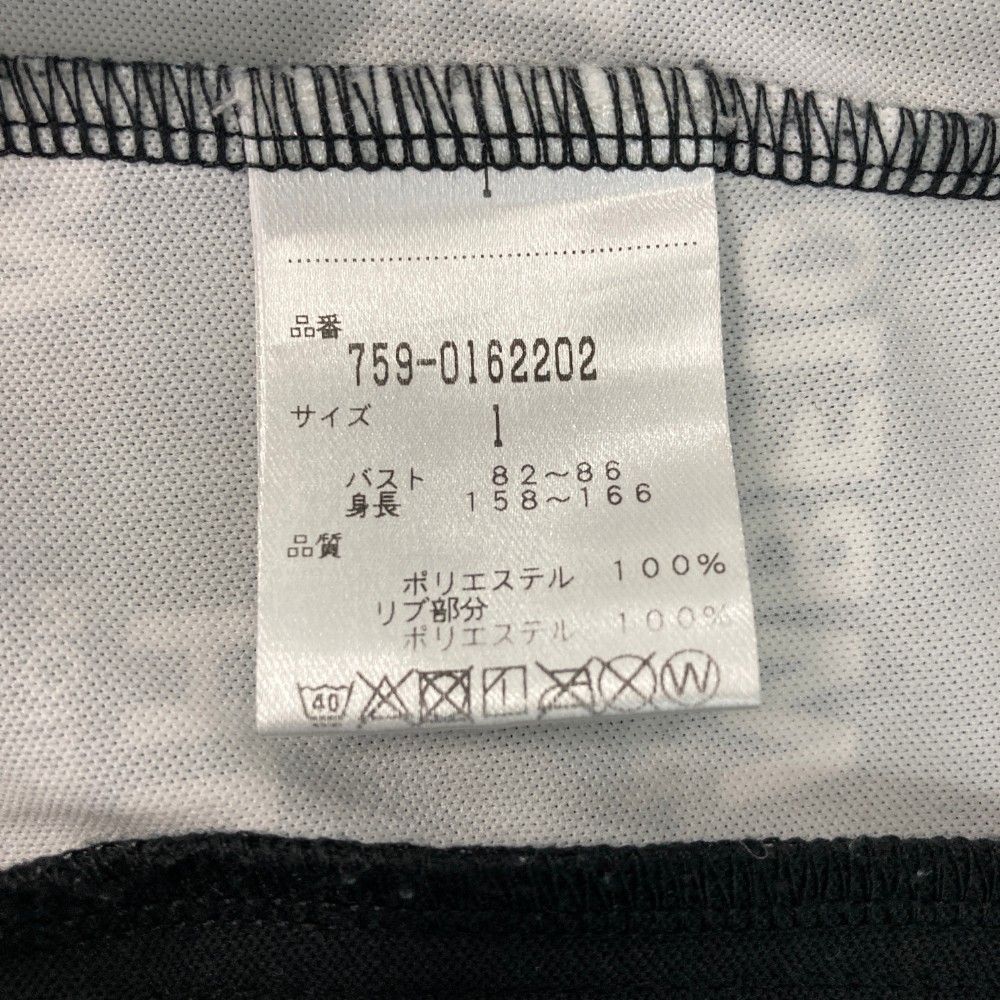 品番
759-0162202
サイズ
1
バスト 82～86
身長 158～166
品質
ポリエステル 100%
リブ部分
ポリエステル 100%
40
W